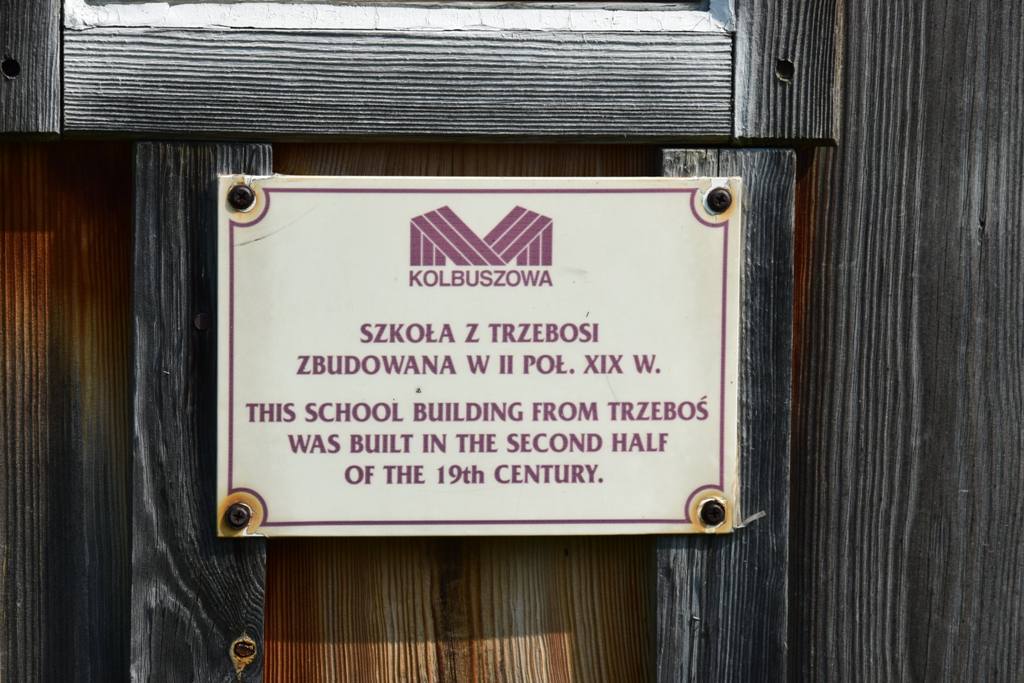 KOLBUSZOWA
SZKOŁA Z TRZEBOSI
ZBUDOWANA W II POŁ. XIX W.
THIS SCHOOL BUILDING FROM TRZEBOŚ
WAS BUILT IN THE SECOND HALF
OF THE 19th CENTURY.